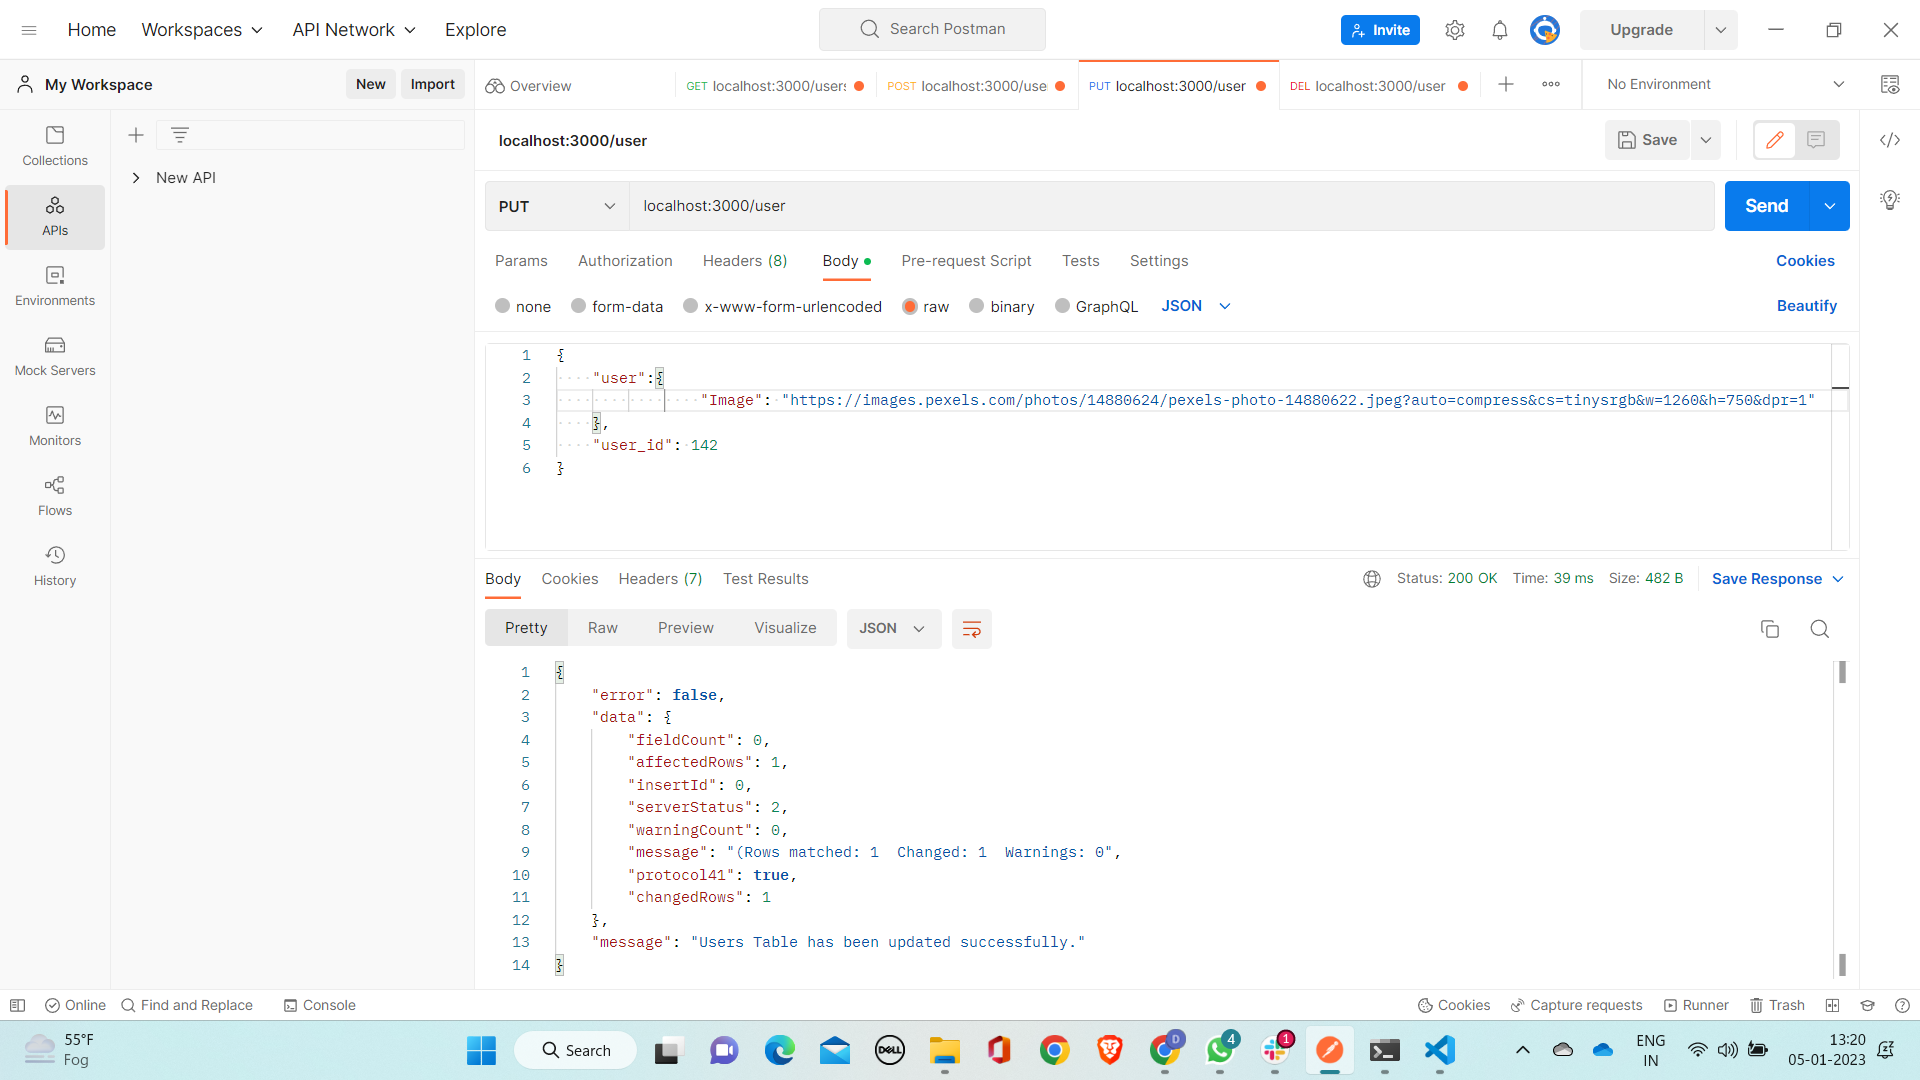 Home
Workspaces
API Network
Explore
Search Postman
Invite
Upgrade
My Workspace
New
Import
Overview
GET localhost:3000/users
POST localhost:3000/use
PUT localhost:3000/user
DEL localhost:3000/user
No Environment
Collections
APIs
Environments
Mock Servers
Monitors
Flows
History
New API
localhost:3000/user
Save
PUT
localhost:3000/user
Send
Params
Authorization
Headers (8)
Body
Pre-request Script
Tests
Settings
Cookies
none
form-data
x-www-form-urlencoded
raw
binary
GraphQL
JSON
Beautify
1 {
2 "user":{
3 "Image": "https://images.pexels.com/photos/14880624/pexels-photo-14880622.jpeg?auto=compress&cs=tinysrgb&w=1260&h=750&dpr=1"
4 },
5 "user_id": 142
6 }
Body
Cookies
Headers (7)
Test Results
Status: 200 OK
Time: 39 ms
Size: 482 B
Save Response
Pretty
Raw
Preview
Visualize
JSON
1 {
2 "error": false,
3 "data": {
4 "fieldCount": 0,
5 "affectedRows": 1,
6 "insertId": 0,
7 "serverStatus": 2,
8 "warningCount": 0,
9 "message": "(Rows matched: 1  Changed: 1  Warnings: 0",
10 "protocol41": true,
11 "changedRows": 1
12 },
13 "message": "Users Table has been updated successfully."
14 }
Online
Find and Replace
Console
Cookies
Capture requests
Runner
Trash
55°F
Fog
Search
DELL
D
4
1
ENG
IN
13:20
05-01-2023